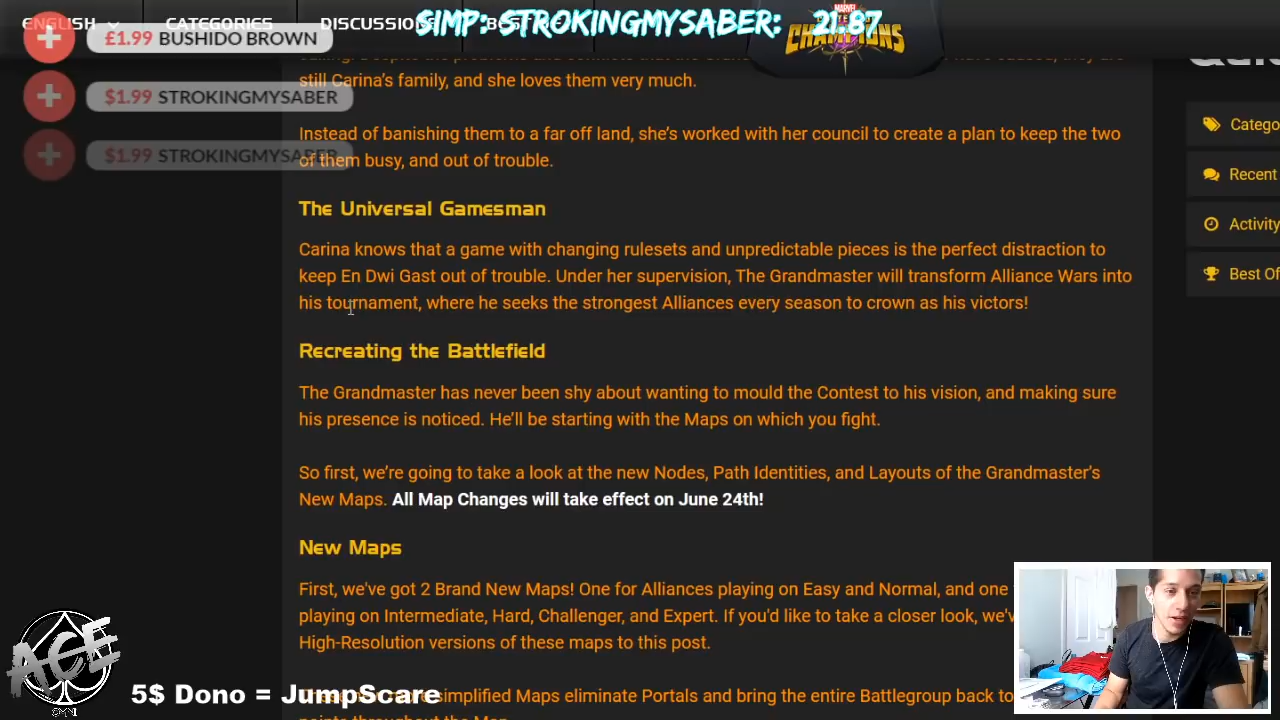 ENGLISH CATEGORIES DISCUSSIONS BEST OF
SIMP: STROKINGMYSABER: 21.87
MARVEL
CHAMPIONS
£1.99 BUSHIDO BROWN
$1.99 STROKINGMYSABER
$1.99 STROKINGMYSABER
still Carina's family, and she loves them very much.
Instead of banishing them to a far off land, she's worked with her council to create a plan to keep the two
of them busy, and out of trouble.
The Universal Gamesman
Carina knows that a game with changing rulesets and unpredictable pieces is the perfect distraction to
keep En Dwi Gast out of trouble. Under her supervision, The Grandmaster will transform Alliance Wars into
his tournament, where he seeks the strongest Alliances every season to crown as his victors!
Recreating the Battlefield
The Grandmaster has never been shy about wanting to mould the Contest to his vision, and making sure
his presence is noticed. He'll be starting with the Maps on which you fight.
So first, we're going to take a look at the new Nodes, Path Identities, and Layouts of the Grandmaster's
New Maps. All Map Changes will take effect on June 24th!
New Maps
First, we've got 2 Brand New Maps! One for Alliances playing on Easy and Normal, and one
playing on Intermediate, Hard, Challenger, and Expert. If you'd like to take a closer look, we'v
High-Resolution versions of these maps to this post.
simplified Maps eliminate Portals and bring the entire Battlegroup back to
Catego
Recent
Activity
Best Of
ACE
OMNI
5$ Dono = JumpScare